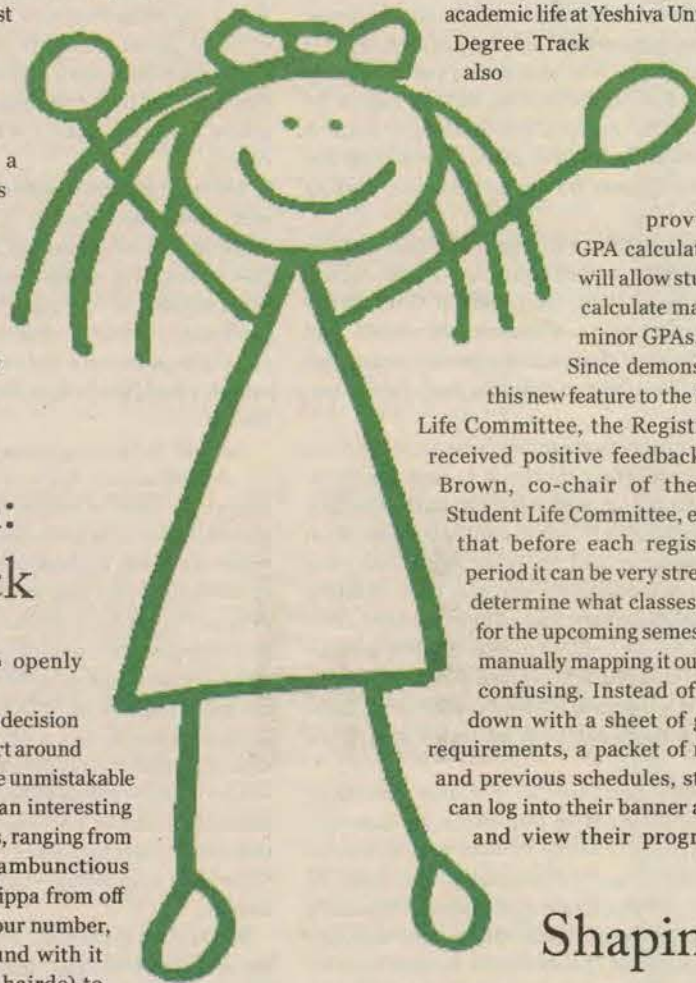 st
a
s
:
k
openly
decision
rt around
e unmistakable
an interesting
s, ranging from
ambunctious
ippa from off
our number,
und with it
hairdo) to
academic life at Yeshiva Un
Degree Track
also
prov
GPA calculat
will allow stu
calculate ma
minor GPAs
Since demons
this new feature to the
Life Committee, the Regist
received positive feedback
Brown, co-chair of the
Student Life Committee, e
that before each regis
period it can be very stre
determine what classes
for the upcoming semes
manually mapping it ou
confusing. Instead of
down with a sheet of g
requirements, a packet of
and previous schedules, st
can log into their banner a
and view their progr
Shapin